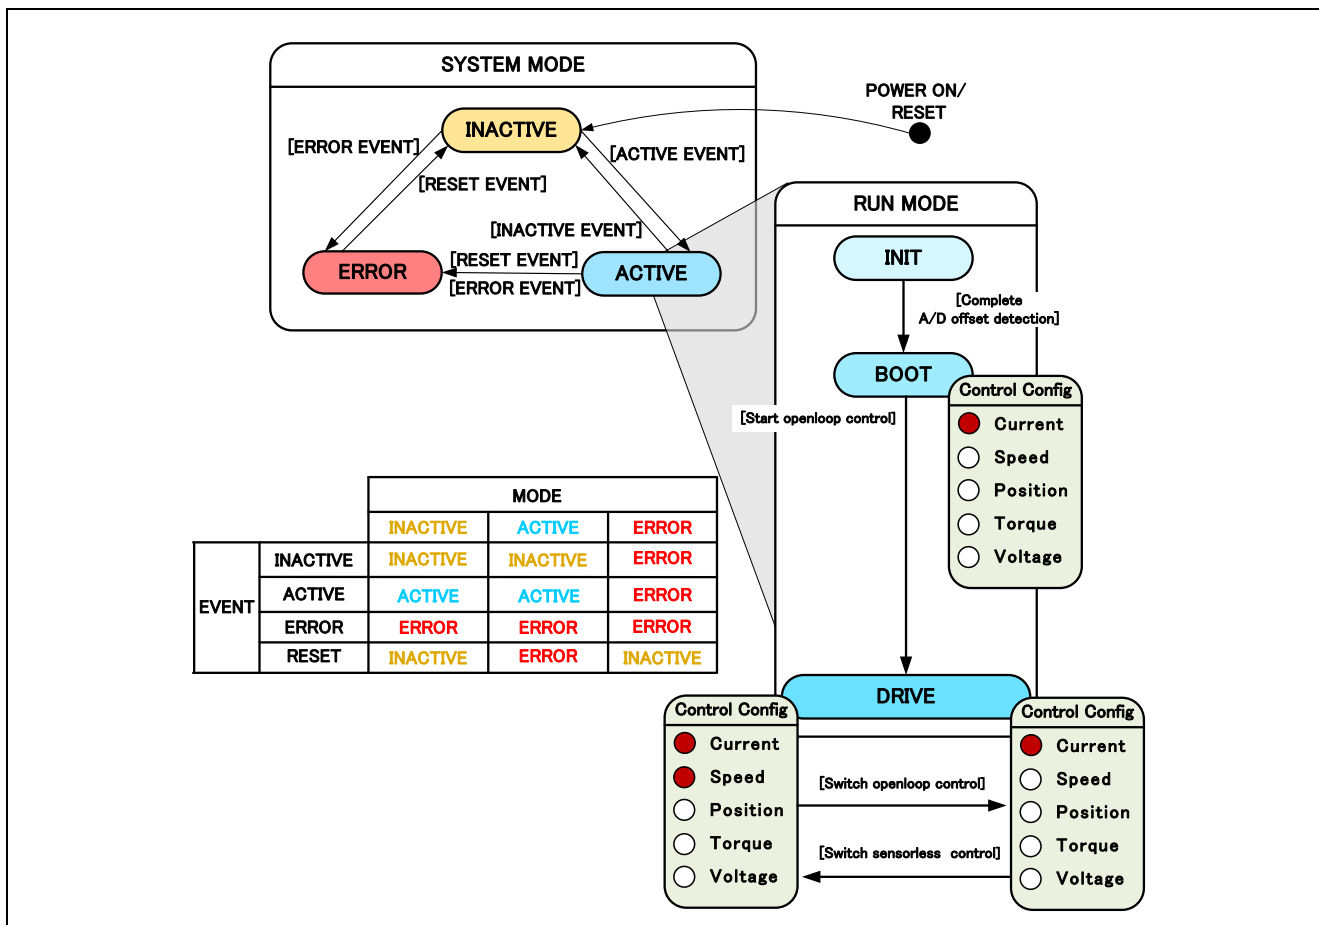 SYSTEM MODE
POWER ON/
RESET
INACTIVE
[ERROR EVENT]
[ACTIVE EVENT]
[RESET EVENT]
[INACTIVE EVENT]
[RESET EVENT]
ERROR
ACTIVE
[ERROR EVENT]
RUN MODE
INIT
[Complete
A/D offset detection]
BOOT
[Start openloop control]
Control Config
Current
Speed
Position
Torque
Voltage
MODE
INACTIVE ACTIVE ERROR
EVENT
INACTIVE INACTIVE INACTIVE ERROR
ACTIVE ACTIVE ACTIVE ERROR
ERROR ERROR ERROR ERROR
RESET INACTIVE ERROR INACTIVE
DRIVE
Control Config
Current
Speed
Position
Torque
Voltage
[Switch openloop control]
[Switch sensorless control]
Control Config
Current
Speed
Position
Torque
Voltage